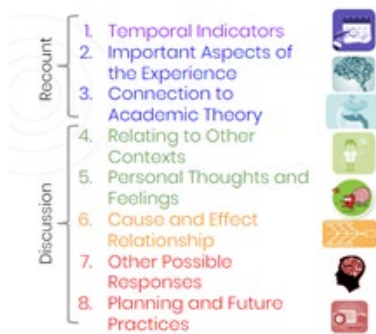 Recount
1. Temporal Indicators
2. Important Aspects of
the Experience
3. Connection to
Academic Theory
Discussion
4. Relating to Other
Contexts
5. Personal Thoughts and
Feelings
6. Cause and Effect
Relationship
7. Other Possible
Responses
8. Planning and Future
Practices